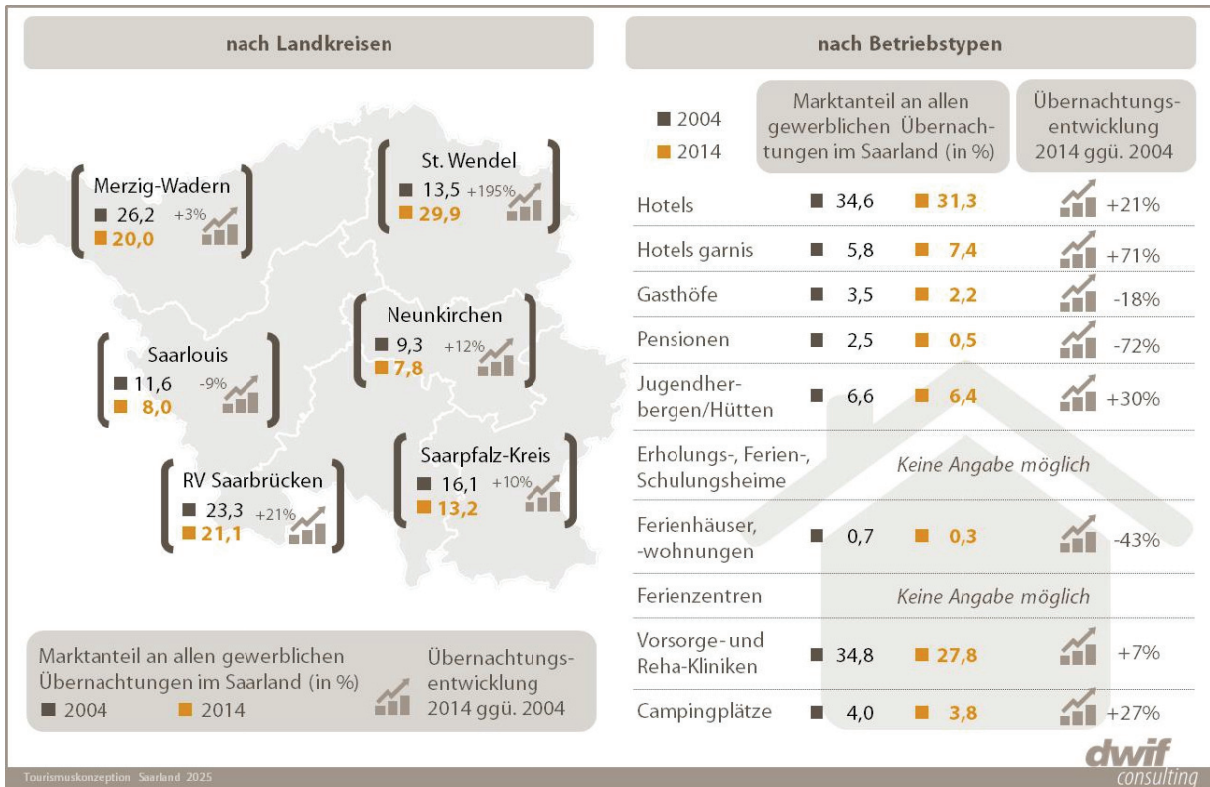 nach Landkreisen
Merzig-Wadern
26,2 +3%
20,0
St. Wendel
13,5 +195%
29,9
Neunkirchen
9,3 +12%
7,8
Saarlouis
11,6 -9%
8,0
Saarpfalz-Kreis
16,1 +10%
13,2
RV Saarbrücken
23,3 +21%
21,1
Marktanteil an allen gewerblichen
Übernachtungen im Saarland (in %)
2004 2014
Übernachtungs-
entwicklung
2014 ggü. 2004
nach Betriebstypen
2004
2014
Marktanteil an allen
gewerblichen Übernach-
tungen im Saarland (in %)
Übernachtungs-
entwicklung
2014 ggü. 2004
Hotels 34,6 31,3 +21%
Hotels garnis 5,8 7,4 +71%
Gasthöfe 3,5 2,2 -18%
Pensionen 2,5 0,5 -72%
Jugendher-
bergen/Hütten 6,6 6,4 +30%
Erholungs-, Ferien-,
Schulungsheime Keine Angabe möglich
Ferienhäuser,
-wohnungen 0,7 0,3 -43%
Ferienzentren Keine Angabe möglich
Vorsorge- und
Reha-Kliniken 34,8 27,8 +7%
Campingplätze 4,0 3,8 +27%
dwif
consulting
Tourismuskonzeption Saarland 2025